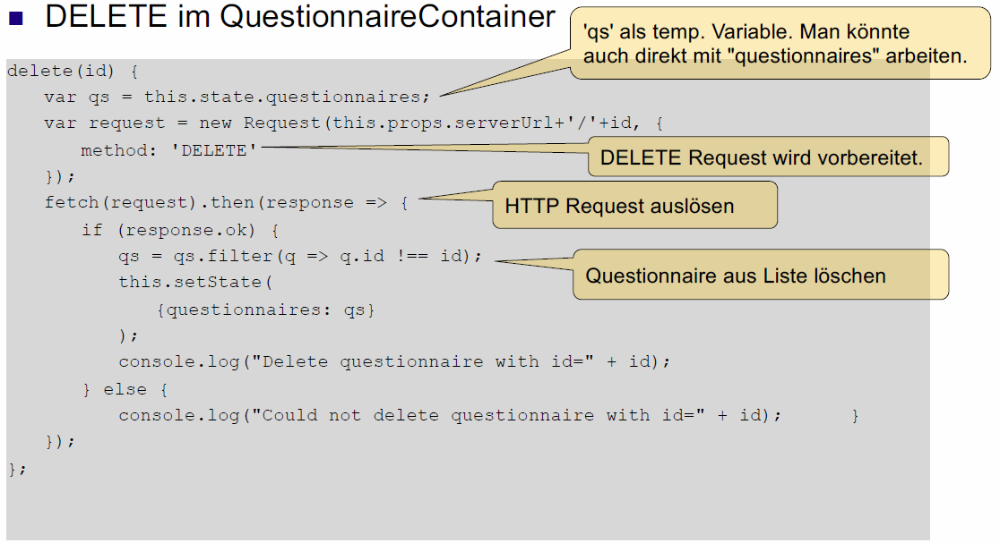 DELETE im QuestionnaireContainer
'qs' als temp. Variable. Man könnte
auch direkt mit "questionnaires" arbeiten.
delete(id) {
var qs = this.state.questionnaires;
var request = new Request(this.props.serverUrl+'/'+id, {
method: 'DELETE'
DELETE Request wird vorbereitet.
});
fetch(request).then(response => {
HTTP Request auslösen
if (response.ok) {
qs = qs.filter(q => q.id !== id);
Questionnaire aus Liste löschen
this.setState(
{questionnaires: qs}
);
console.log("Delete questionnaire with id=" + id);
} else {
console.log("Could not delete questionnaire with id=" + id); }
});
};